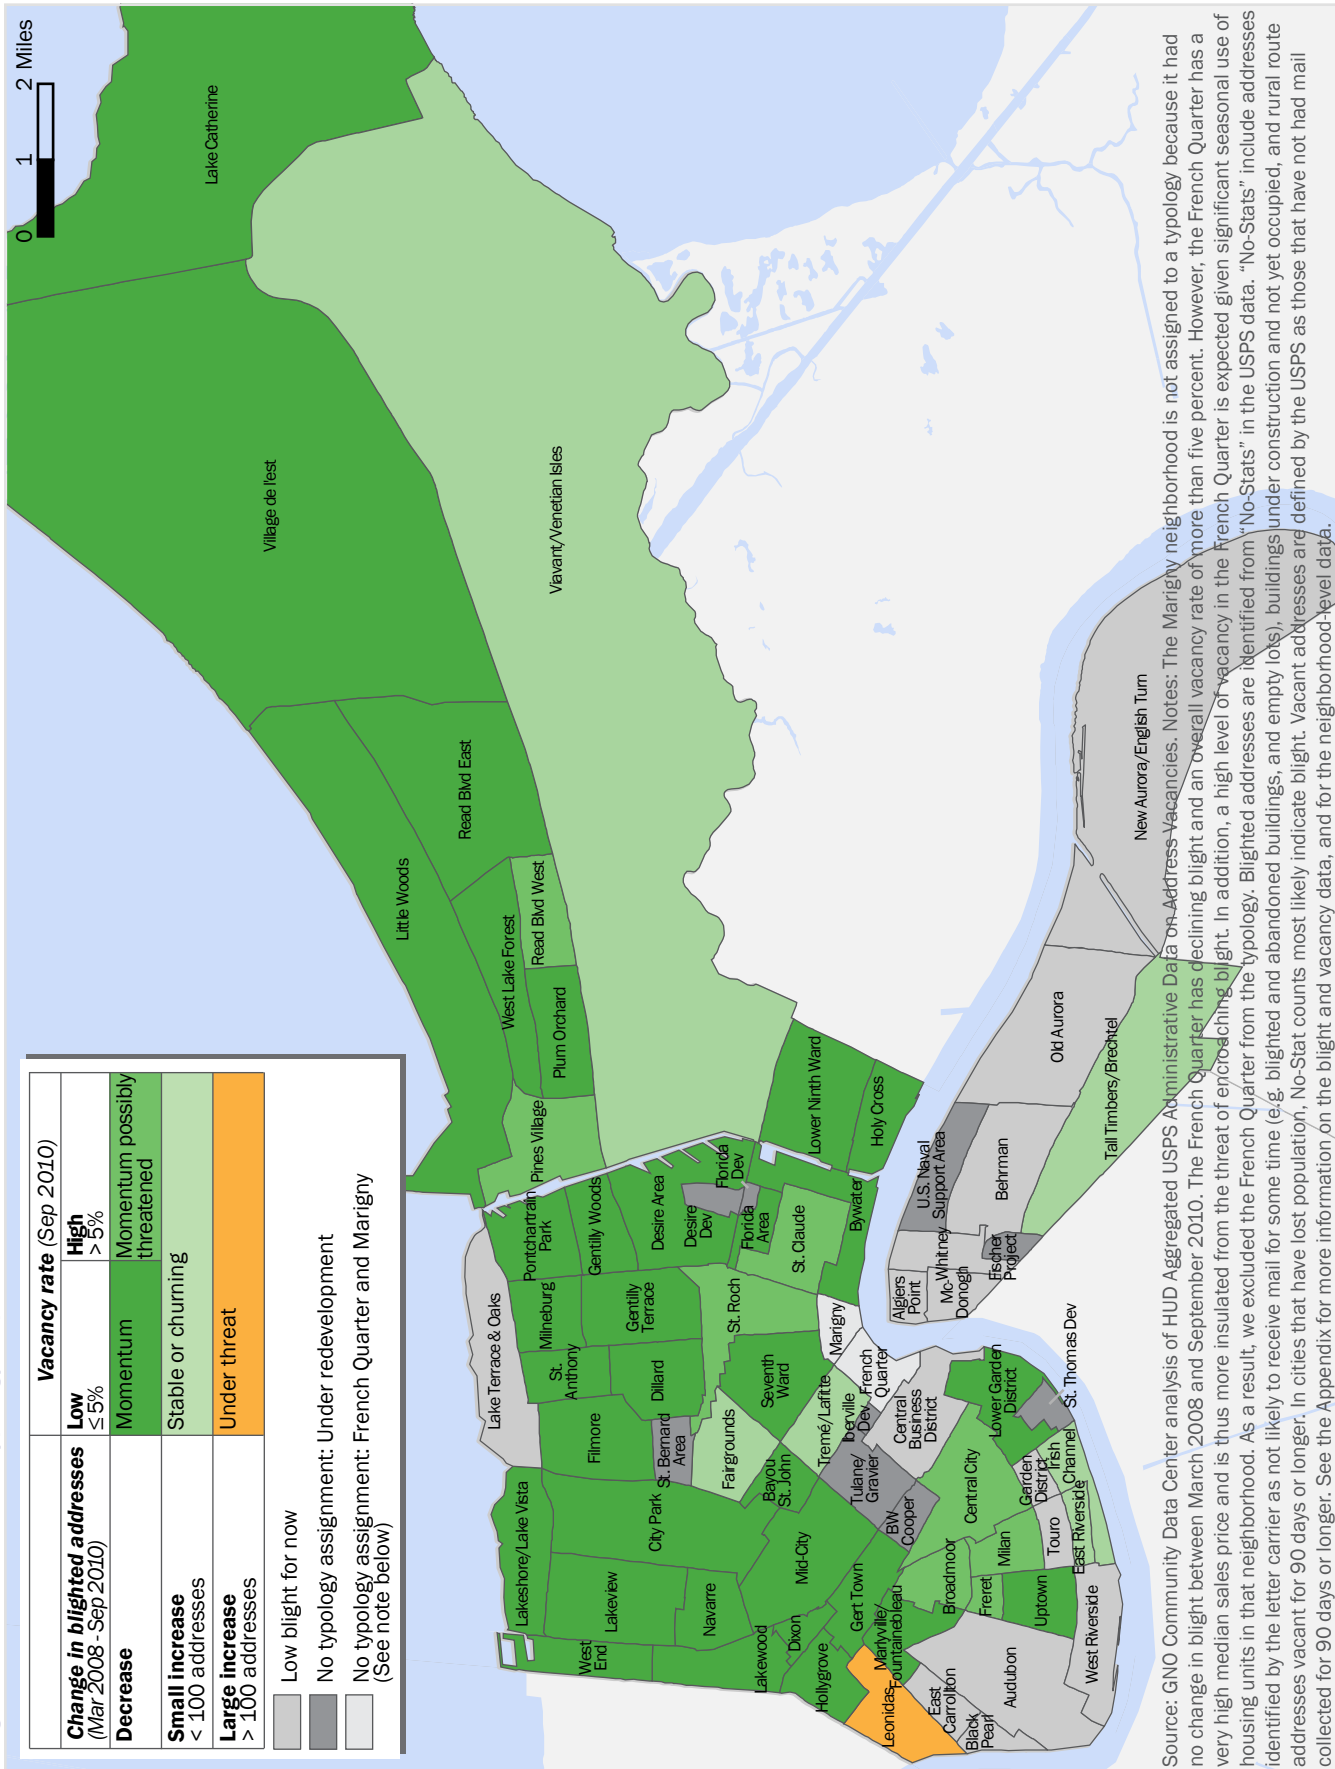 Change in blighted addresses
(Mar 2008 - Sep 2010)
Vacancy rate (Sep 2010)
Low
≤ 5%
High
> 5%
Decrease
Momentum
Momentum possibly
threatened
Small increase
< 100 addresses
Stable or churning
Large increase
> 100 addresses
Under threat
Low blight for now
No typology assignment: Under redevelopment
No typology assignment: French Quarter and Marigny
(See note below)
0 1 2 Miles
Lake Catherine
Village de l'est
Viavant/Venetian Isles
Little Woods
Read Blvd East
West Lake Forest
Read Blvd West
Plum Orchard
Pines Village
Lower Ninth Ward
Holy Cross
Lake Terrace & Oaks
Pontchartrain
Park
Gentilly Woods
Desire Area
Desire
Dev
Florida
Dev
Florida
Area
St. Claude
Bywater
Milneburg
Gentilly
Terrace
St. Roch
St.
Anthony
Dillard
Seventh
Ward
Marigny
French
Quarter
Filmore
St. Bernard
Area
Fairgrounds
Tremé/Lafitte
Iberville
Dev
Central
Business
District
Lakeshore/Lake Vista
City Park
Bayou
St. John
Tulane/
Gravier
BW
Cooper
Central City
Lower Garden
District
St. Thomas Dev
Irish
Channel
Garden
District
Lakeview
Navarre
Mid-City
Gert Town
Broadmoor
Milan
Touro
East Riverside
West
End
Lakewood
Dixon
Hollygrove
Marlyville/
Fountainebleau
Freret
Uptown
West Riverside
Leonidas
East
Carrollton
Black
Pearl
Audubon
Algiers
Point
Mc-
Donogh
Whitney
Fischer
Project
U.S. Naval
Support Area
Behrman
Old Aurora
Tall Timbers/Brechtel
New Aurora/English Turn
Source: GNO Community Data Center analysis of HUD Aggregated USPS Administrative Data on Address Vacancies. Notes: The Marigny neighborhood is not assigned to a typology because it had
no change in blight between March 2008 and September 2010. The French Quarter has declining blight and an overall vacancy rate of more than five percent. However, the French Quarter has a
very high median sales price and is thus more insulated from the threat of encroaching blight. In addition, a high level of vacancy in the French Quarter is expected given significant seasonal use of
housing units in that neighborhood. As a result, we excluded the French Quarter from the typology. Blighted addresses are identified from "No-Stats" in the USPS data. "No-Stats" include addresses
identified by the letter carrier as not likely to receive mail for some time (e.g. blighted and abandoned buildings, and empty lots), buildings under construction and not yet occupied, and rural route
addresses vacant for 90 days or longer. In cities that have lost population, No-Stat counts most likely indicate blight. Vacant addresses are defined by the USPS as those that have not had mail
collected for 90 days or longer. See the Appendix for more information on the blight and vacancy data, and for the neighborhood-level data.